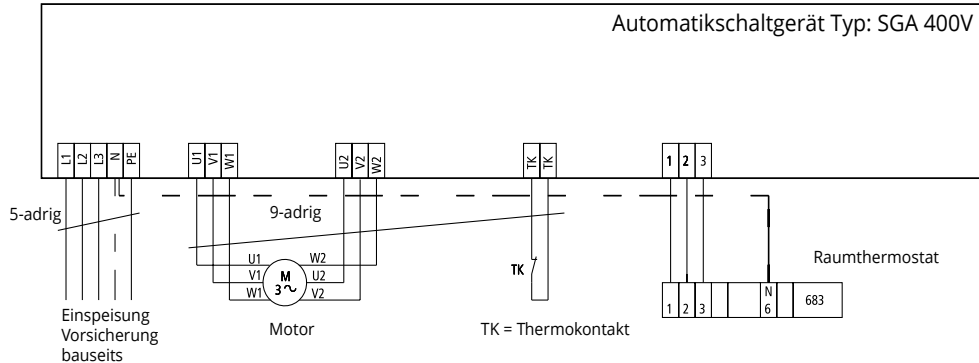 Automatikschaltgerät Typ: SGA 400V
L1 L2 L3 N PE
U1 V1 W1
U2 V2 W2
TK TK
1 2 3
5-adrig
9-adrig
U1
V1
W1
M
3~
W2
U2
V2
TK
Raumthermostat
1 2 3
N
6
683
Einspeisung
Vorsicherung
bauseits
Motor
TK = Thermokontakt